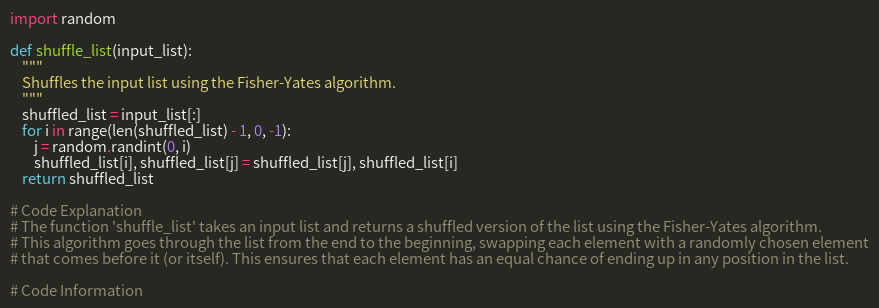 import random

def shuffle_list(input_list):
    """
    Shuffles the input list using the Fisher-Yates algorithm.
    """
    shuffled_list = input_list[:]
    for i in range(len(shuffled_list) - 1, 0, -1):
        j = random.randint(0, i)
        shuffled_list[i], shuffled_list[j] = shuffled_list[j], shuffled_list[i]
    return shuffled_list

# Code Explanation
# The function 'shuffle_list' takes an input list and returns a shuffled version of the list using the Fisher-Yates algorithm.
# This algorithm goes through the list from the end to the beginning, swapping each element with a randomly chosen element
# that comes before it (or itself). This ensures that each element has an equal chance of ending up in any position in the list.

# Code Information